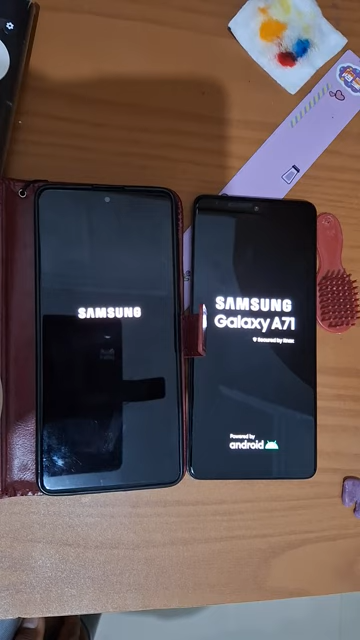 SAMSUNG
SAMSUNG
Galaxy A71
Secured by Knox
Powered by
android